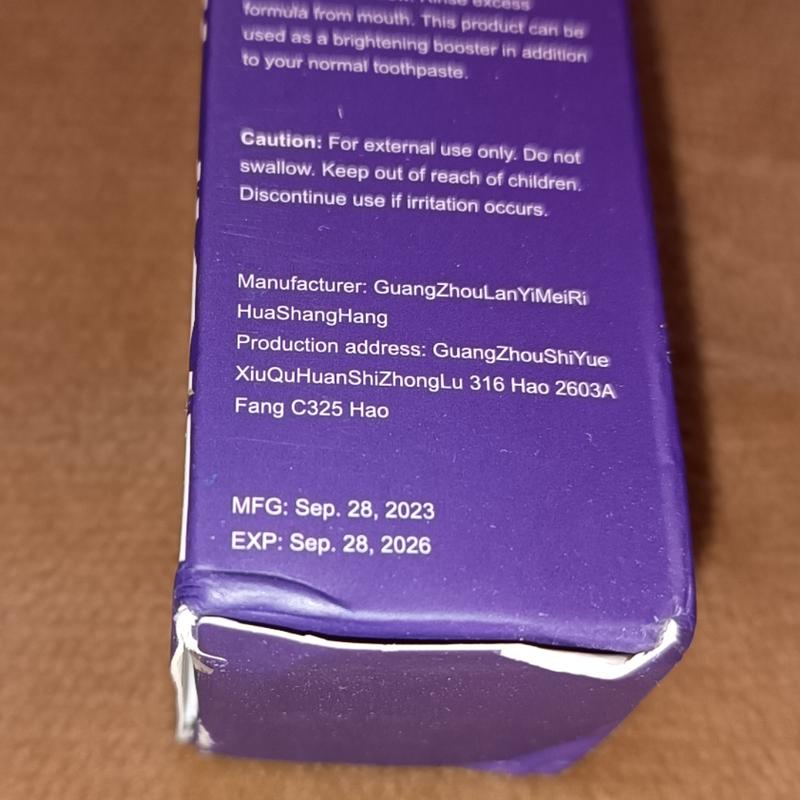 Rinse excess
formula from mouth. This product can be
used as a brightening booster in addition
to your normal toothpaste.
Caution: For external use only. Do not
swallow. Keep out of reach of children.
Discontinue use if irritation occurs.
Manufacturer: GuangZhouLanYiMeiRi
HuaShangHang
Production address: GuangZhouShiYue
XiuQuHuanShiZhongLu 316 Hao 2603A
Fang C325 Hao
MFG: Sep. 28, 2023
EXP: Sep. 28, 2026